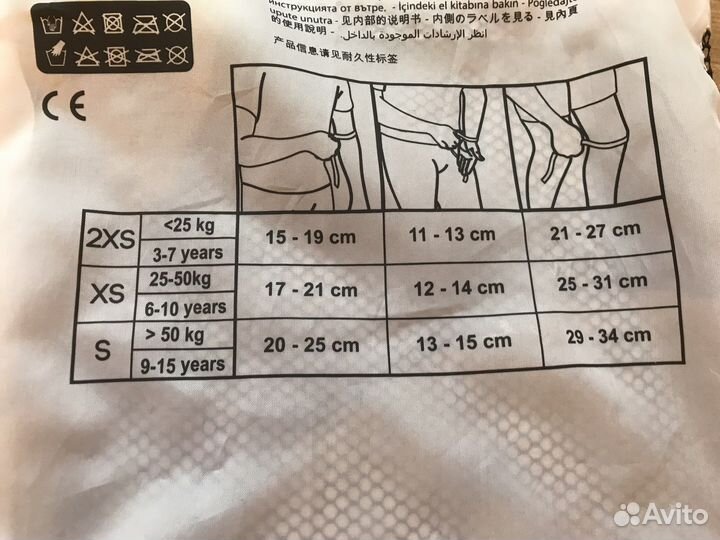 инструкцията от вътре. - Içindeki el kitabına bakın - Pogledajte
upute unutra - 见内部的说明书 - 内側のラベルを見る - 見內頁
的使用說明 - انظر الإرشادات الموجودة بالداخل.
产品信息请见耐久性标签
CE
2XS <25 kg 15 - 19 cm 11 - 13 cm 21 - 27 cm
3-7 years
XS 25-50kg 17 - 21 cm 12 - 14 cm 25 - 31 cm
6-10 years
S > 50 kg 20 - 25 cm 13 - 15 cm 29 - 34 cm
9-15 years
Avito